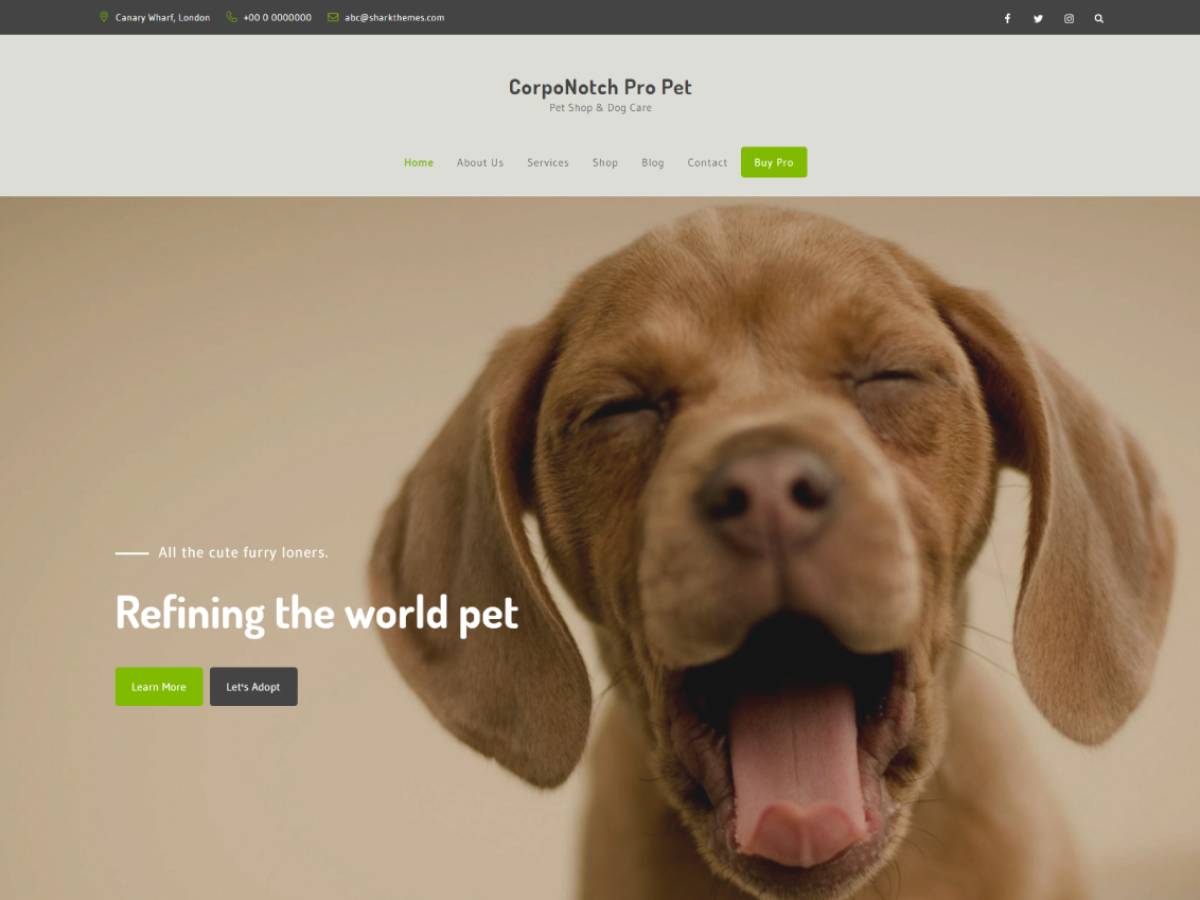 Canary Wharf, London +00 0 0000000 abc@sharkthemes.com
CorpoNotch Pro Pet
Pet Shop & Dog Care
Home About Us Services Shop Blog Contact Buy Pro
All the cute furry loners.
Refining the world pet
Learn More Let's Adopt